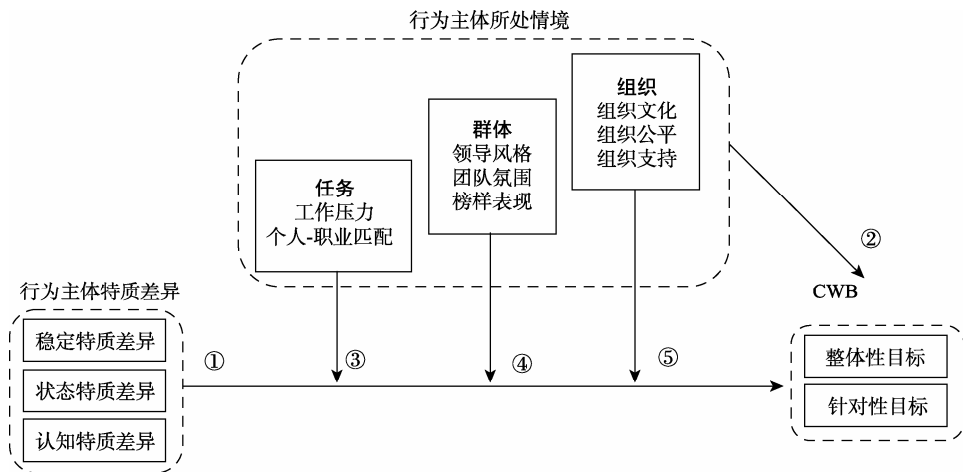 行为主体所处情境
组织
组织文化
组织公平
组织支持
群体
领导风格
团队氛围
榜样表现
任务
工作压力
个人-职业匹配
②
CWB
行为主体特质差异
稳定特质差异
状态特质差异
认知特质差异
①
③
④
⑤
整体性目标
针对性目标